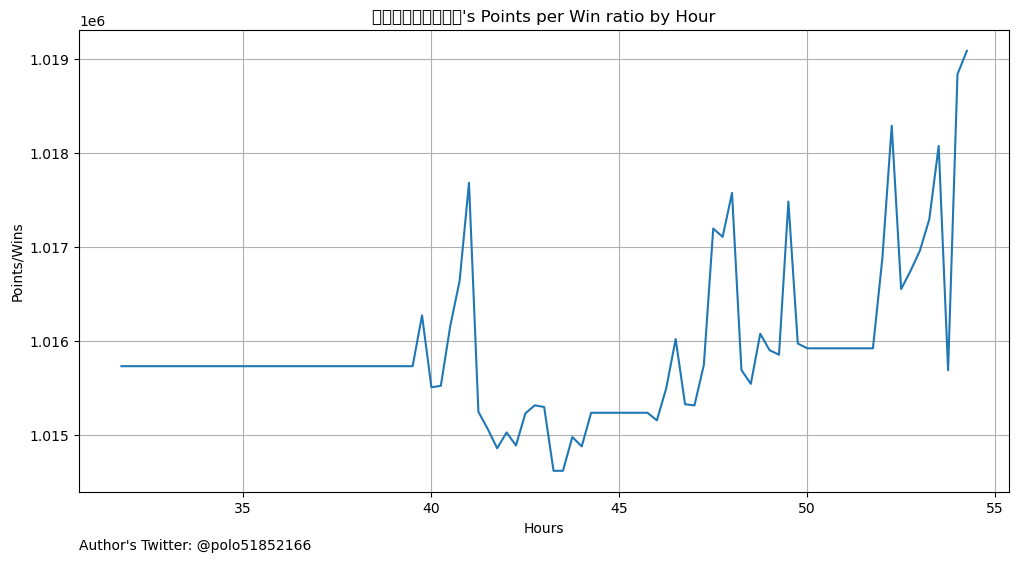 's Points per Win ratio by Hour
1e6
1.019
1.018
1.017
1.016
1.015
Points/Wins
35
40
45
50
55
Hours
Author's Twitter: @polo51852166